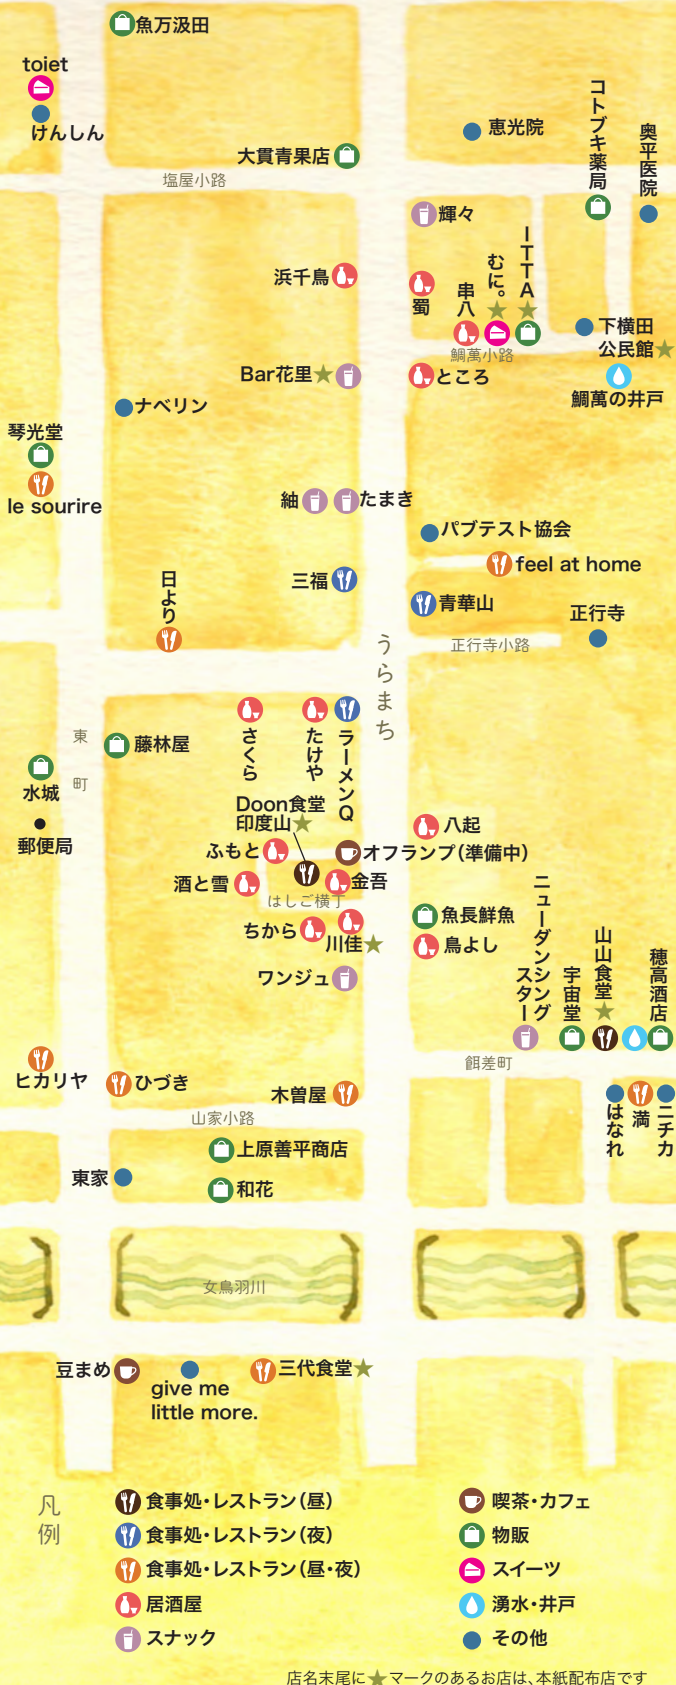 魚万汲田
toiet
けんしん
大貫青果店
塩屋小路
恵光院
コトブキ薬局
奥平医院
輝々
浜千鳥
蜀
串八
むに。★
ITTA★
下横田
公民館★
鯛萬小路
Bar花里★
ところ
鯛萬の井戸
ナベリン
琴光堂
le sourire
紬
たまき
パプテスト協会
feel at home
三福
日より
青華山
正行寺
正行寺小路
うらまち
東町
藤林屋
さくら
たけや
ラーメンQ
水城
郵便局
Doon食堂
印度山★
八起
ふもと
オフランプ(準備中)
酒と雪
金吾
はしご横丁
ちから
川佳★
魚長鮮魚
鳥よし
ワンジュ
ニューダンシング
スター
宇宙堂
山山食堂★
穂高酒店
餌差町
ヒカリヤ
ひづき
木曽屋
はなれ
満
ニチカ
山家小路
上原善平商店
東家
和花
女鳥羽川
豆まめ
give me
little more.
三代食堂★
凡例
食事処・レストラン(昼)
食事処・レストラン(夜)
食事処・レストラン(昼・夜)
居酒屋
スナック
喫茶・カフェ
物販
スイーツ
湧水・井戸
その他
店名末尾に★マークのあるお店は、本紙配布店です